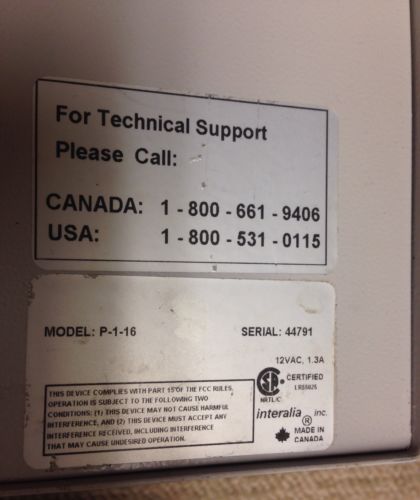 For Technical Support
Please Call:
CANADA: 1 - 800 - 661 - 9406
USA: 1 - 800 - 531 - 0115
MODEL: P-1-16 SERIAL: 44791
12VAC, 1.3A
THIS DEVICE COMPLIES WITH PART 15 OF THE FCC RULES.
OPERATION IS SUBJECT TO THE FOLLOWING TWO
CONDITIONS: (1) THIS DEVICE MAY NOT CAUSE HARMFUL
INTERFERENCE, AND (2) THIS DEVICE MUST ACCEPT ANY
INTERFERENCE RECEIVED, INCLUDING INTERFERENCE
THAT MAY CAUSE UNDESIRED OPERATION.
CERTIFIED
NRTL/C
interalia inc.
®
MADE IN
CANADA